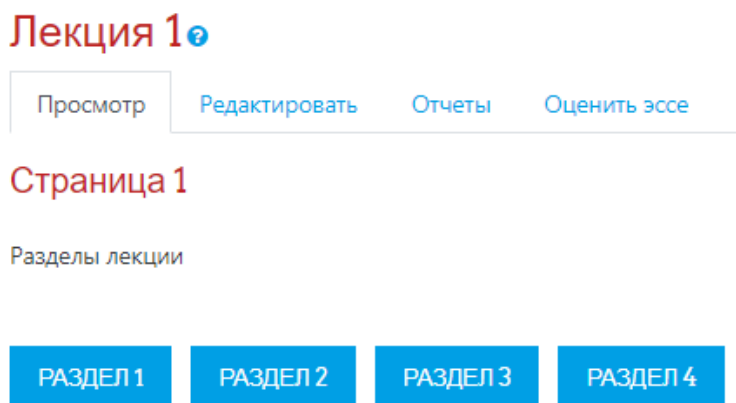 Лекция 1
Просмотр Редактировать Отчеты Оценить эссе
Страница 1
Разделы лекции
РАЗДЕЛ 1 РАЗДЕЛ 2 РАЗДЕЛ 3 РАЗДЕЛ 4